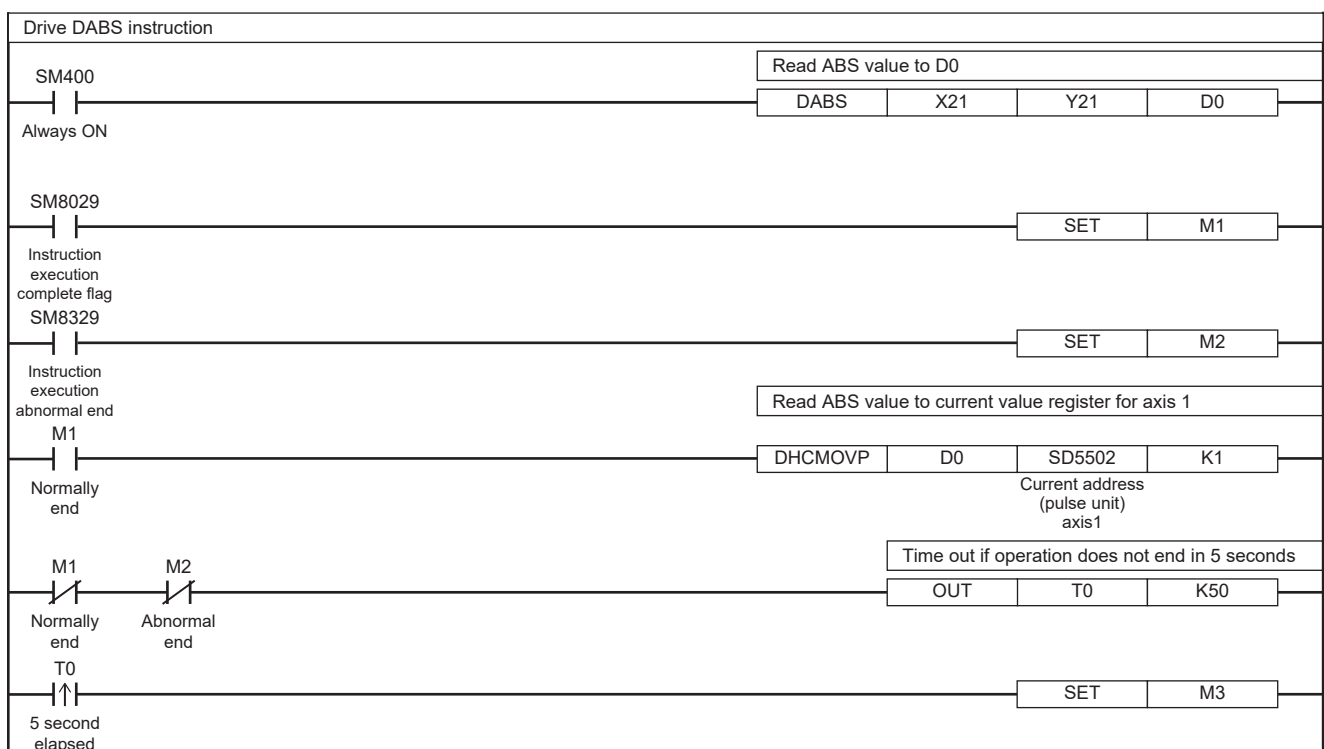 Drive DABS instruction
Read ABS value to D0
SM400
DABS X21 Y21 D0
Always ON
SM8029
SET M1
Instruction
execution
complete flag
SM8329
SET M2
Instruction
execution
abnormal end
Read ABS value to current value register for axis 1
M1
DHCMOVP D0 SD5502 K1
Normally
end
Current address
(pulse unit)
axis1
Time out if operation does not end in 5 seconds
M1 M2
OUT T0 K50
Normally
end
Abnormal
end
T0
SET M3
5 second
elapsed